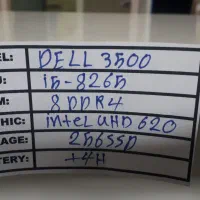 EL: DELL 3500
U: i5-8265
M: 8 DDR4
HIC: intel UHD 620
AGE: 256SSD
TERY: +4H